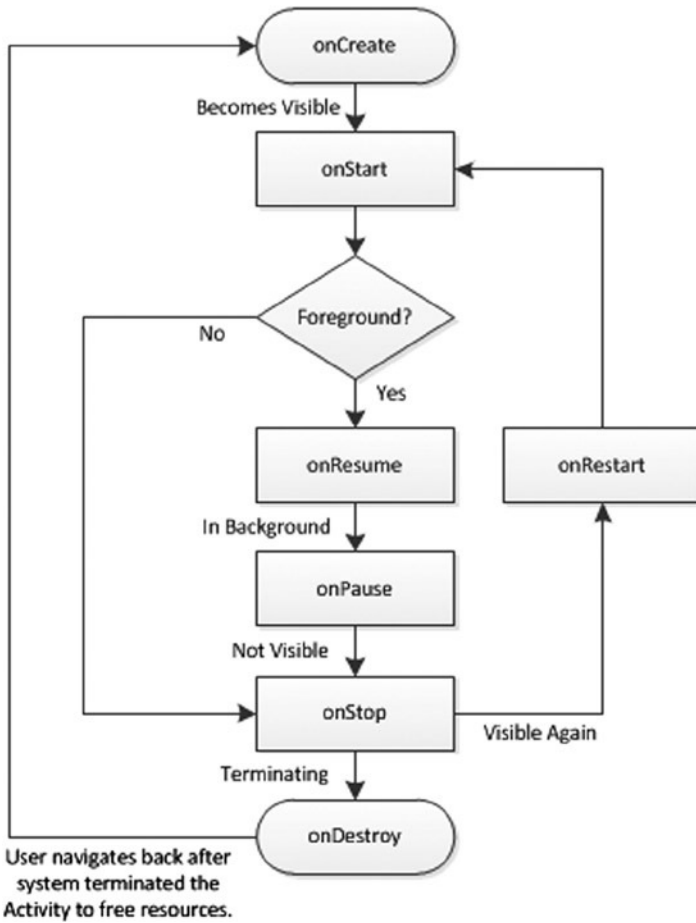 onCreate
Becomes Visible
onStart
Foreground?
No
Yes
onResume
onRestart
In Background
onPause
Not Visible
onStop
Visible Again
Terminating
onDestroy
User navigates back after
system terminated the
Activity to free resources.